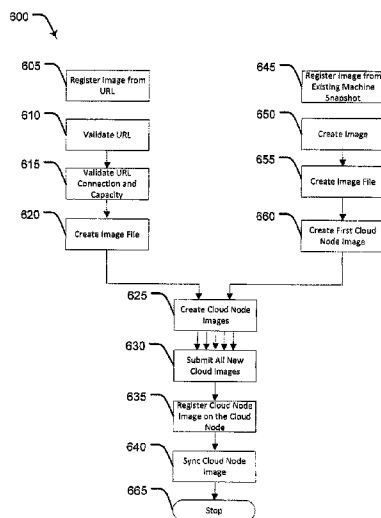 600
605
Register Image from
URL
610
Validate URL
615
Validate URL
Connection and
Capacity
620
Create Image File
645
Register Image from
Existing Machine
Snapshot
650
Create Image
655
Create Image File
660
Create First Cloud
Node Image
625
Create Cloud Node
Images
630
Submit All New
Cloud Images
635
Register Cloud Node
Image on the Cloud
Node
640
Sync Cloud Node
Image
665
Stop